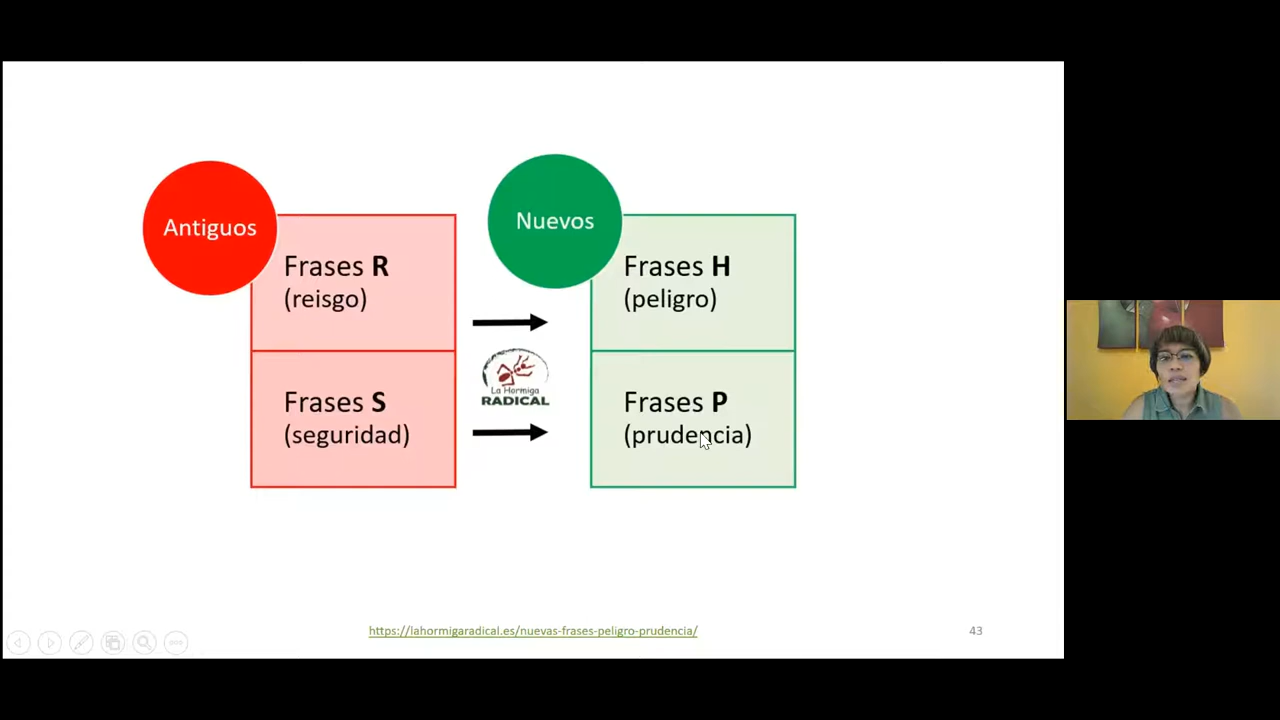 Antiguos
Frases R
(reisgo)
Frases S
(seguridad)
La Hormiga
RADICAL
Nuevos
Frases H
(peligro)
Frases P
(prudencia)
https://lahormigaradical.es/nuevas-frases-peligro-prudencia/
43